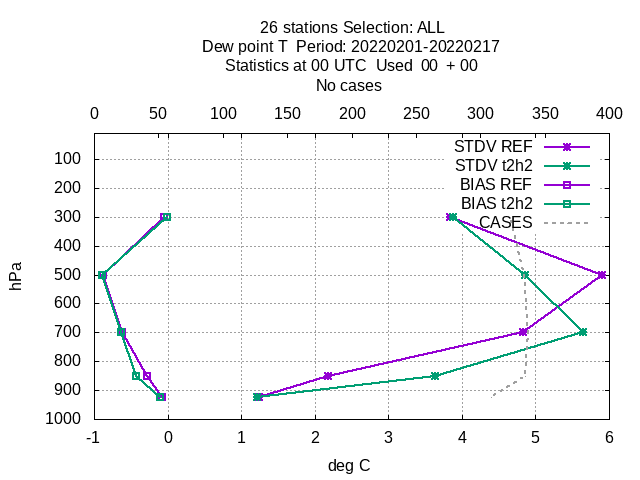 26 stations Selection: ALL
Dew point T  Period: 20220201-20220217
Statistics at 00 UTC  Used  00  + 00
No cases
0 50 100 150 200 250 300 350 400
STDV REF
STDV t2h2
BIAS REF
BIAS t2h2
CASES
100
200
300
400
500
600
700
800
900
1000
hPa
-1 0 1 2 3 4 5 6
deg C